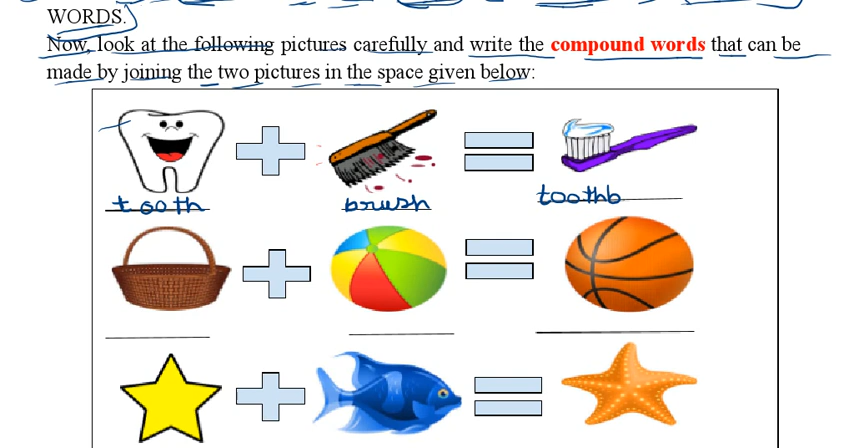 WORDS.
Now, look at the following pictures carefully and write the compound words that can be
made by joining the two pictures in the space given below:
tooth brush toothb